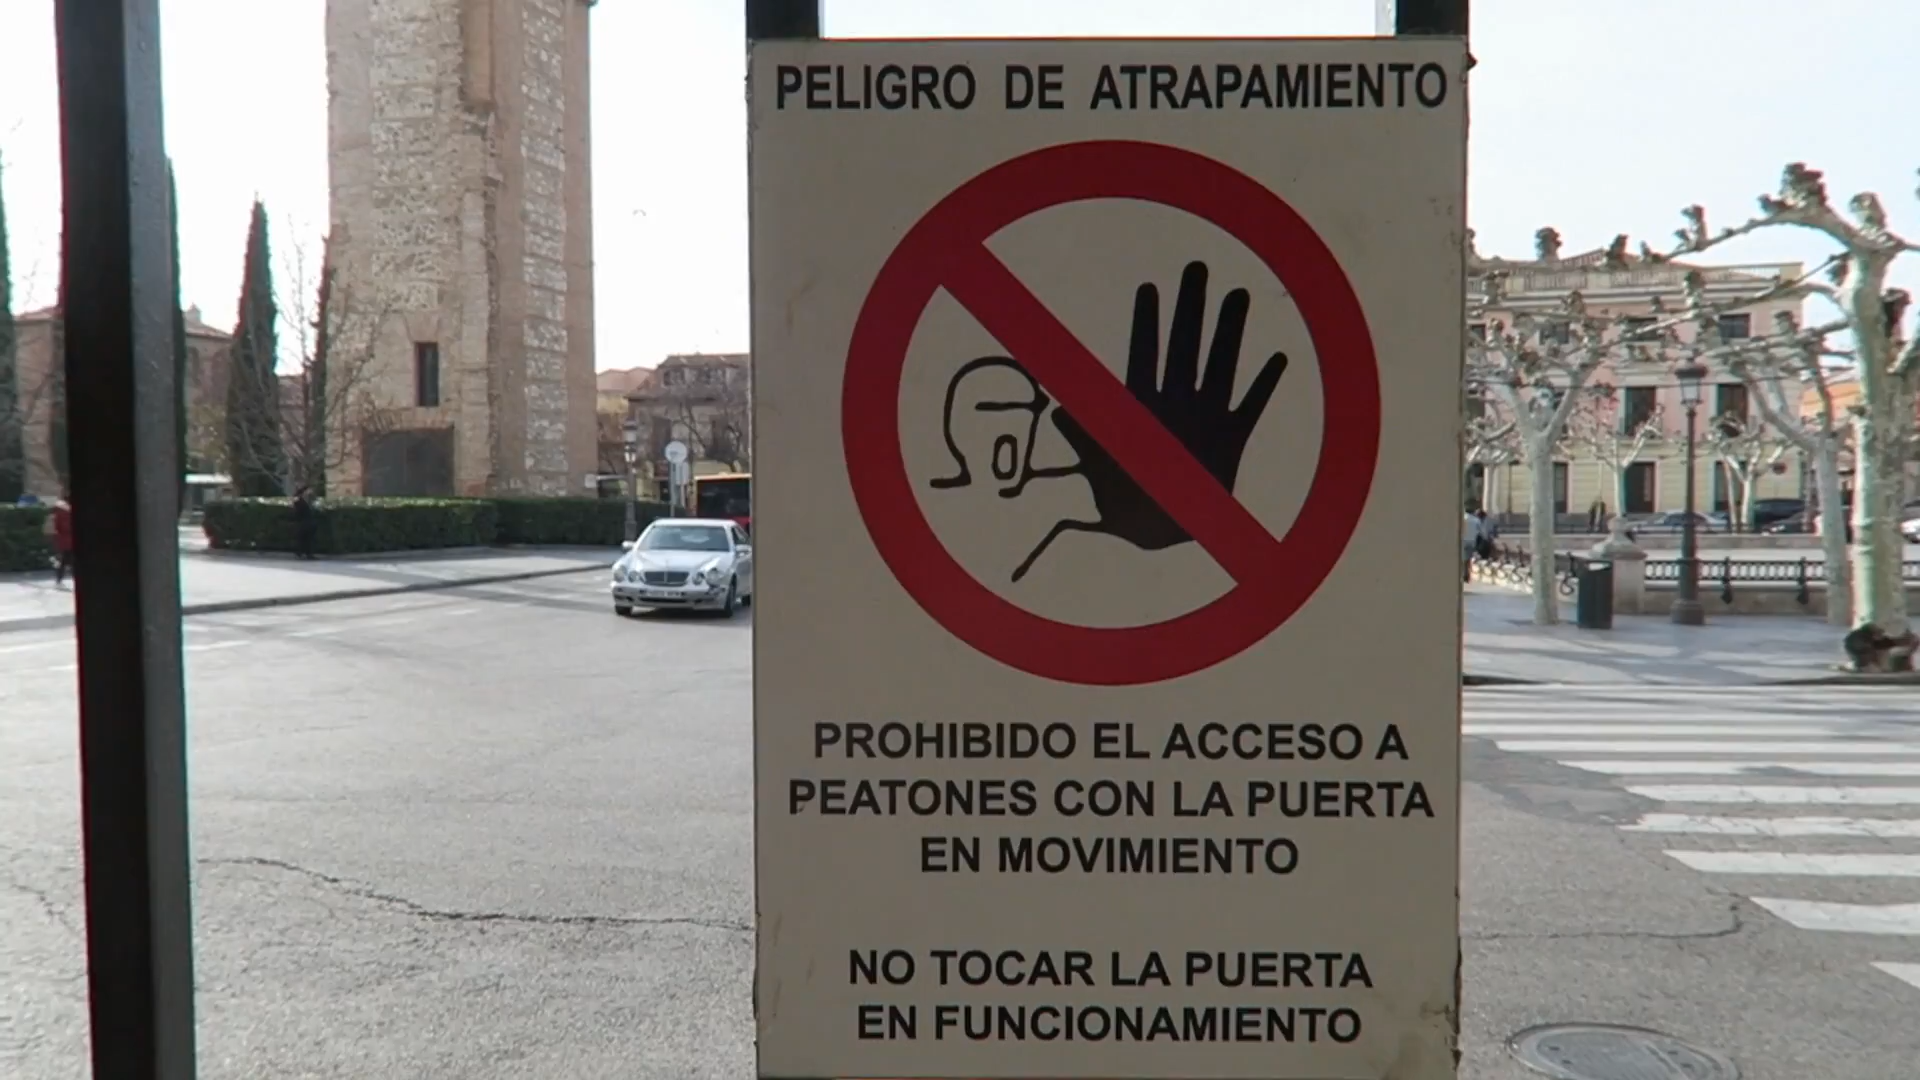 PELIGRO DE ATRAPAMIENTO
PROHIBIDO EL ACCESO A
PEATONES CON LA PUERTA
EN MOVIMIENTO
NO TOCAR LA PUERTA
EN FUNCIONAMIENTO